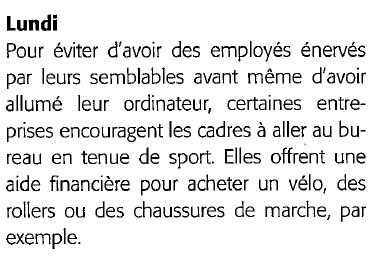 Lundi
Pour éviter d'avoir des employés énervés
par leurs semblables avant même d'avoir
allumé leur ordinateur, certaines entre-
prises encouragent les cadres à aller au bu-
reau en tenue de sport. Elles offrent une
aide financière pour acheter un vélo, des
rollers ou des chaussures de marche, par
exemple.